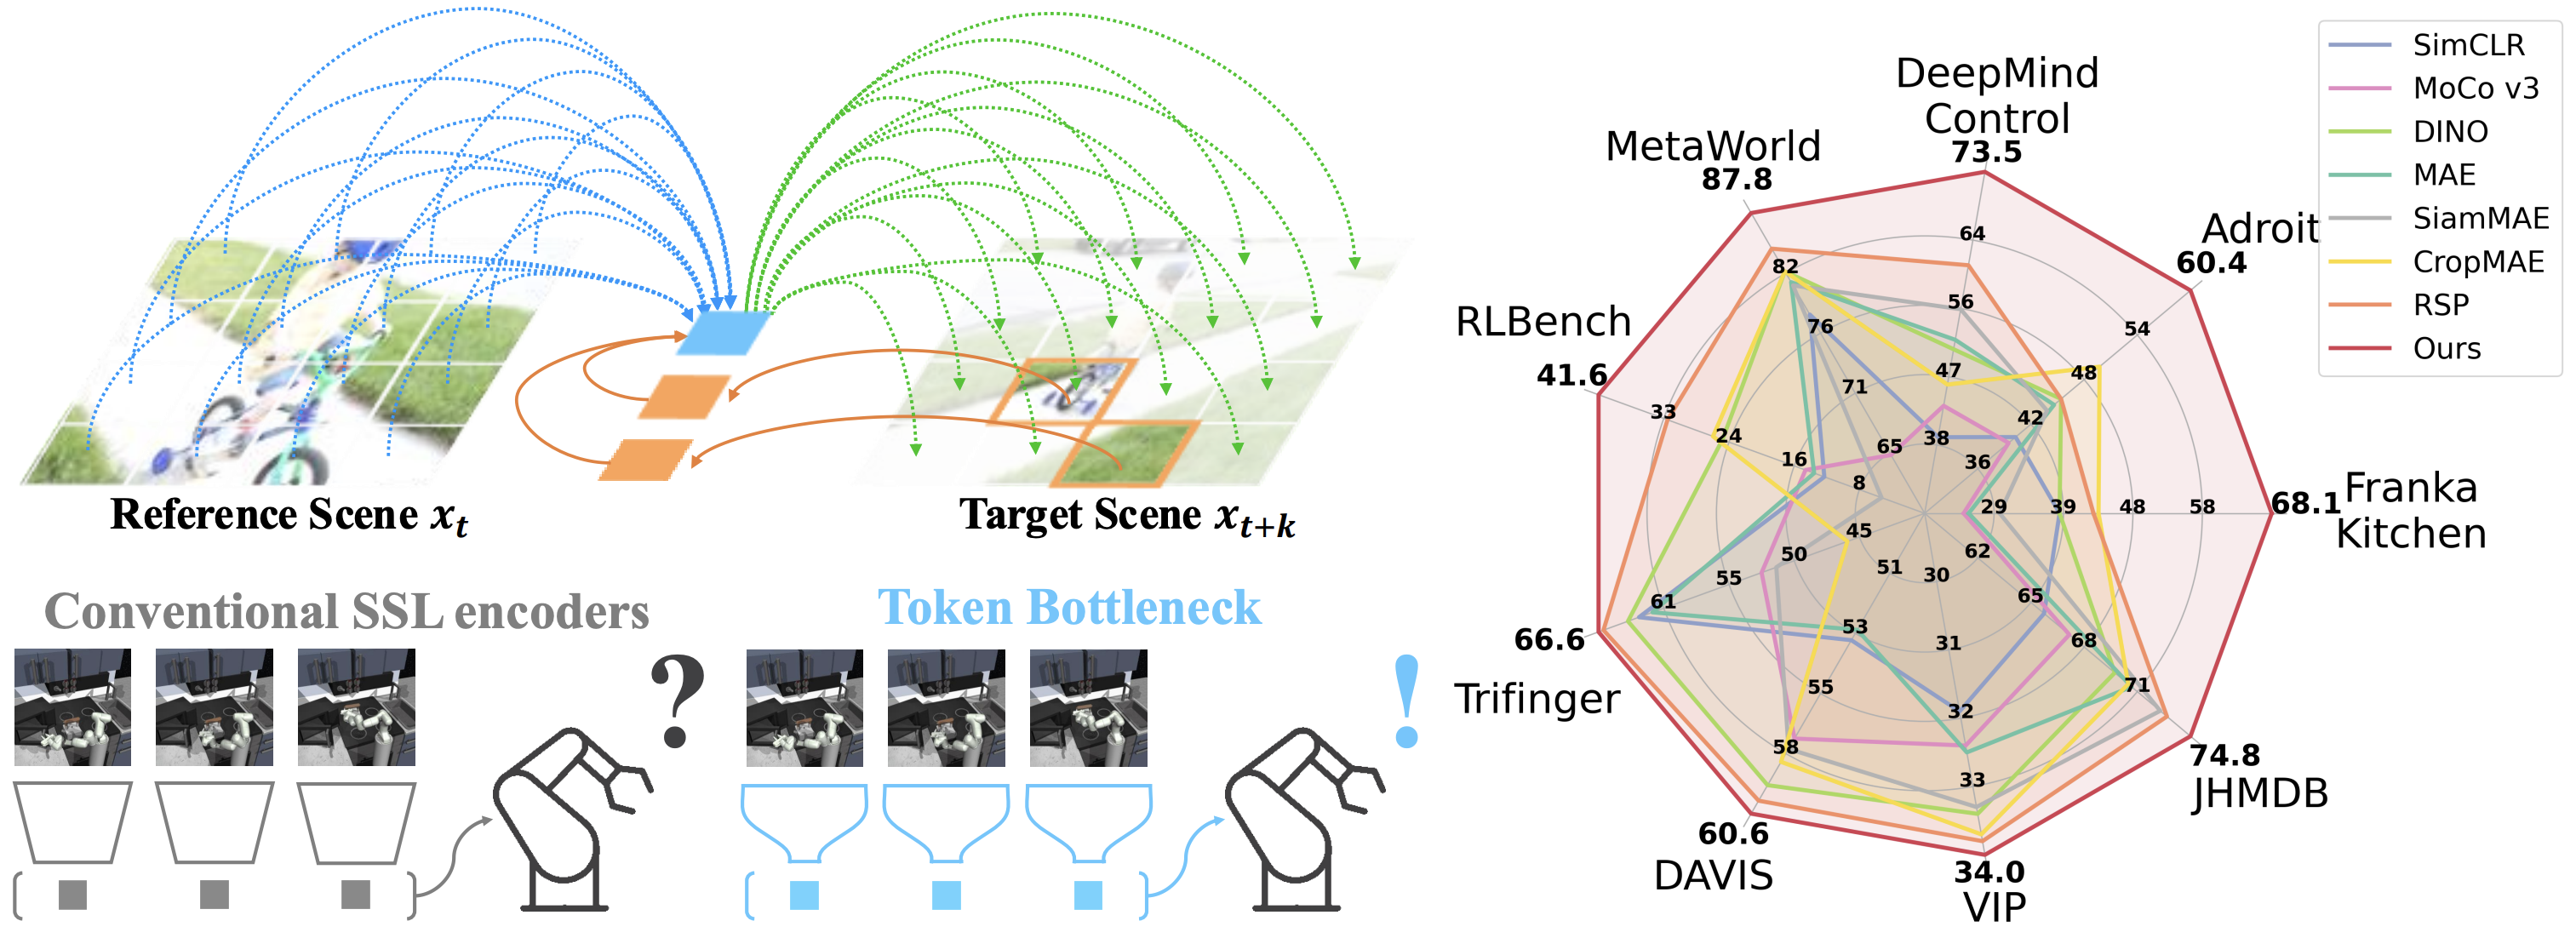 Reference Scene x_t
Target Scene x_{t+k}
Conventional SSL encoders
?
Token Bottleneck
!
SimCLR
MoCo v3
DINO
MAE
SiamMAE
CropMAE
RSP
Ours
DeepMind
Control
73.5
64
56
47
38
Adroit
60.4
54
48
42
36
Franka
Kitchen
68.1
58
48
39
29
JHMDB
74.8
71
68
65
62
VIP
34.0
33
32
31
30
DAVIS
60.6
58
55
53
51
Trifinger
66.6
61
55
50
45
RLBench
41.6
33
24
16
8
MetaWorld
87.8
82
76
71
65